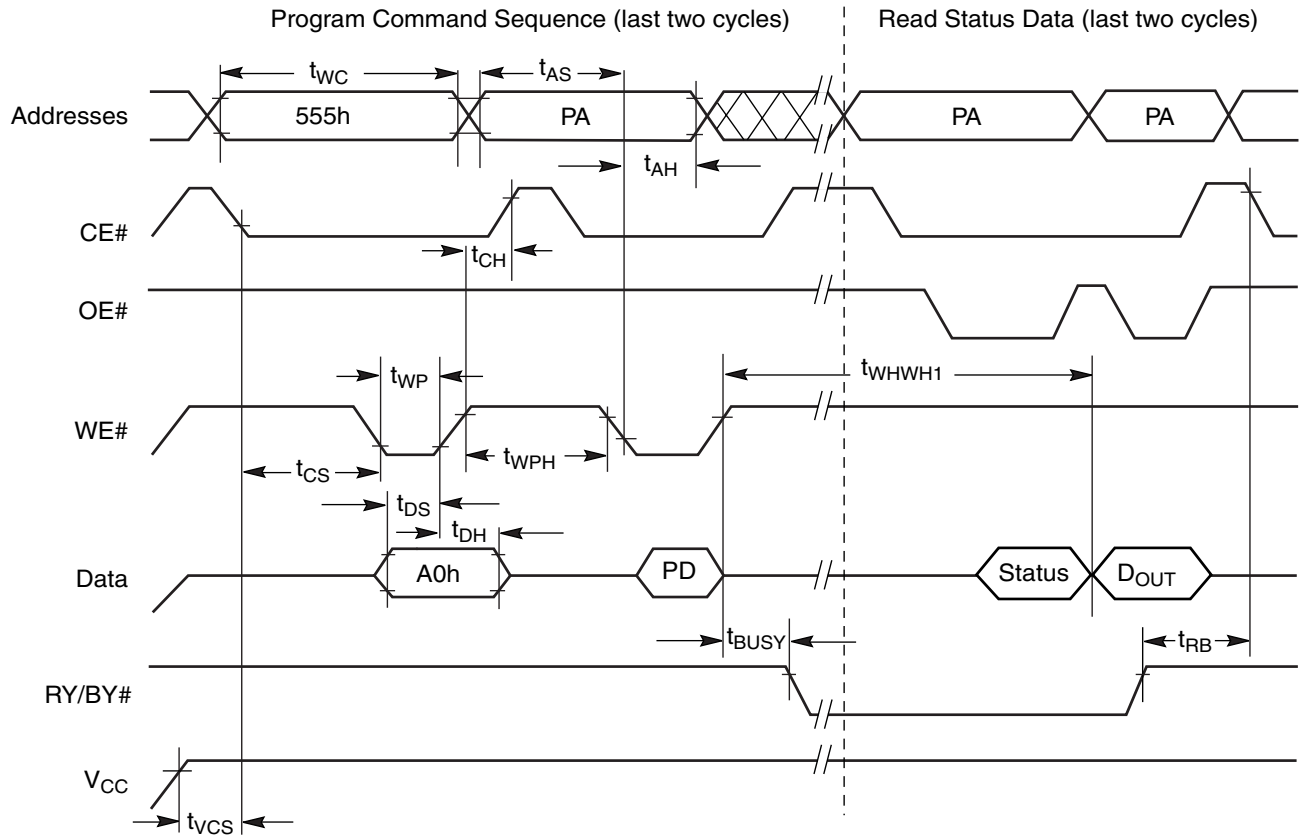 Program Command Sequence (last two cycles) Read Status Data (last two cycles)
tWC tAS
Addresses 555h PA PA PA
tAH
CE#
tCH
OE#
tWP tWHWH1
WE#
tCS tWPH
tDS
tDH
Data A0h PD Status DOUT
tBUSY tRB
RY/BY#
VCC
tVCS